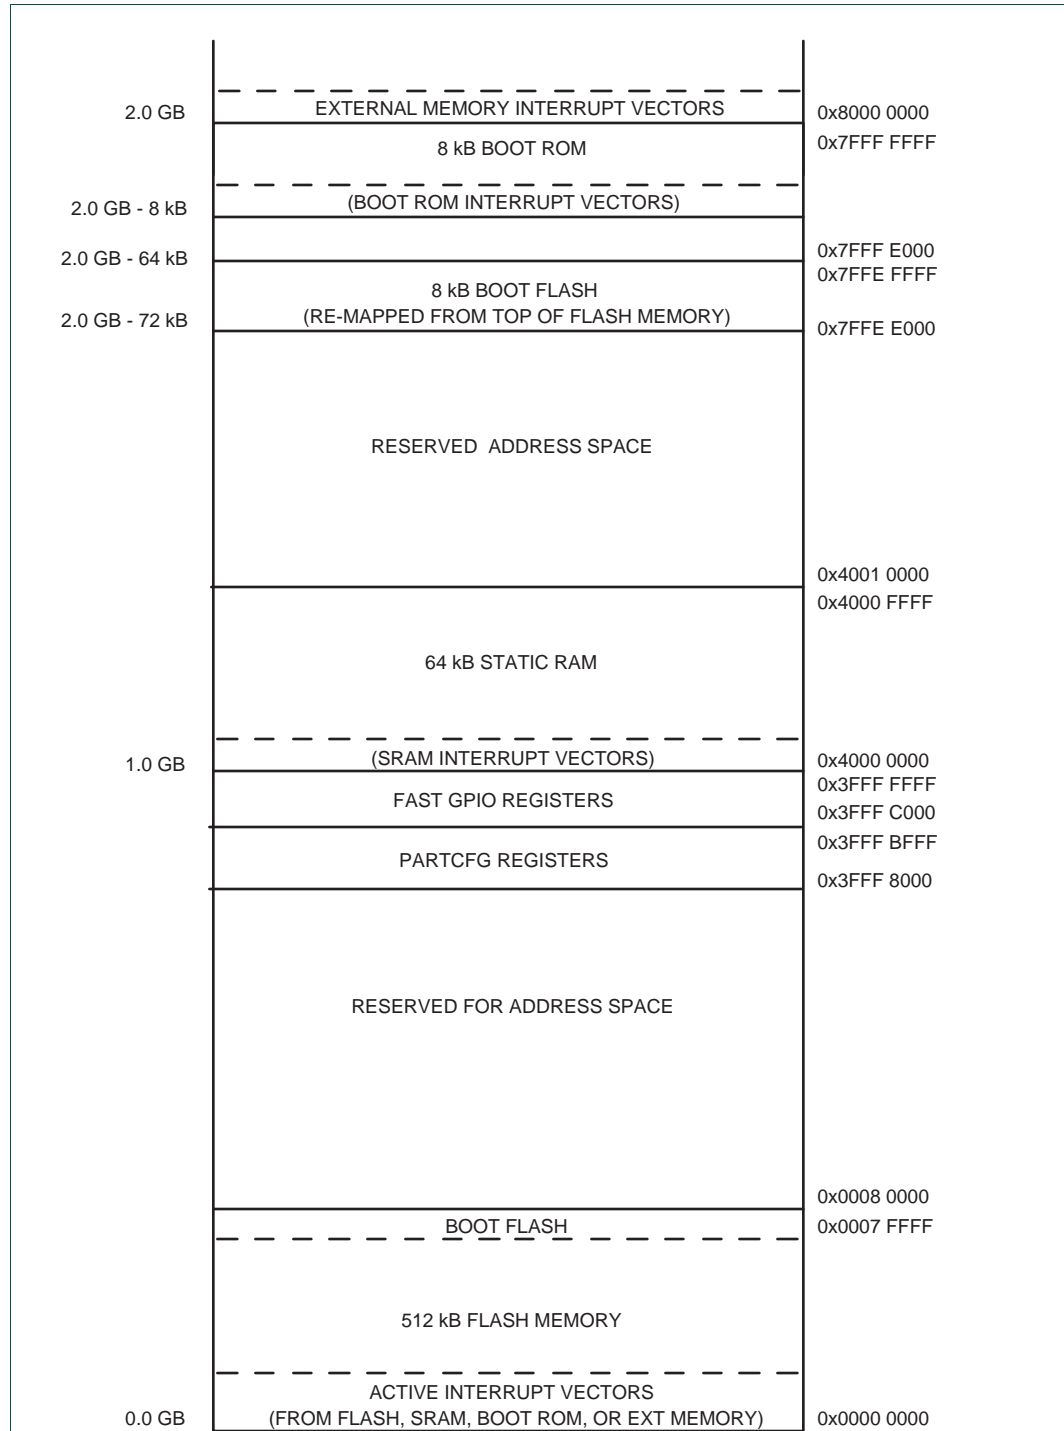 EXTERNAL MEMORY INTERRUPT VECTORS
2.0 GB
0x8000 0000
8 kB BOOT ROM
0x7FFF FFFF
(BOOT ROM INTERRUPT VECTORS)
2.0 GB - 8 kB
0x7FFF E000
2.0 GB - 64 kB
0x7FFE FFFF
8 kB BOOT FLASH
(RE-MAPPED FROM TOP OF FLASH MEMORY)
2.0 GB - 72 kB
0x7FFE E000
RESERVED ADDRESS SPACE
0x4001 0000
0x4000 FFFF
64 kB STATIC RAM
(SRAM INTERRUPT VECTORS)
1.0 GB
0x4000 0000
0x3FFF FFFF
FAST GPIO REGISTERS
0x3FFF C000
0x3FFF BFFF
PARTCFG REGISTERS
0x3FFF 8000
RESERVED FOR ADDRESS SPACE
0x0008 0000
BOOT FLASH
0x0007 FFFF
512 kB FLASH MEMORY
ACTIVE INTERRUPT VECTORS
0.0 GB
(FROM FLASH, SRAM, BOOT ROM, OR EXT MEMORY)
0x0000 0000